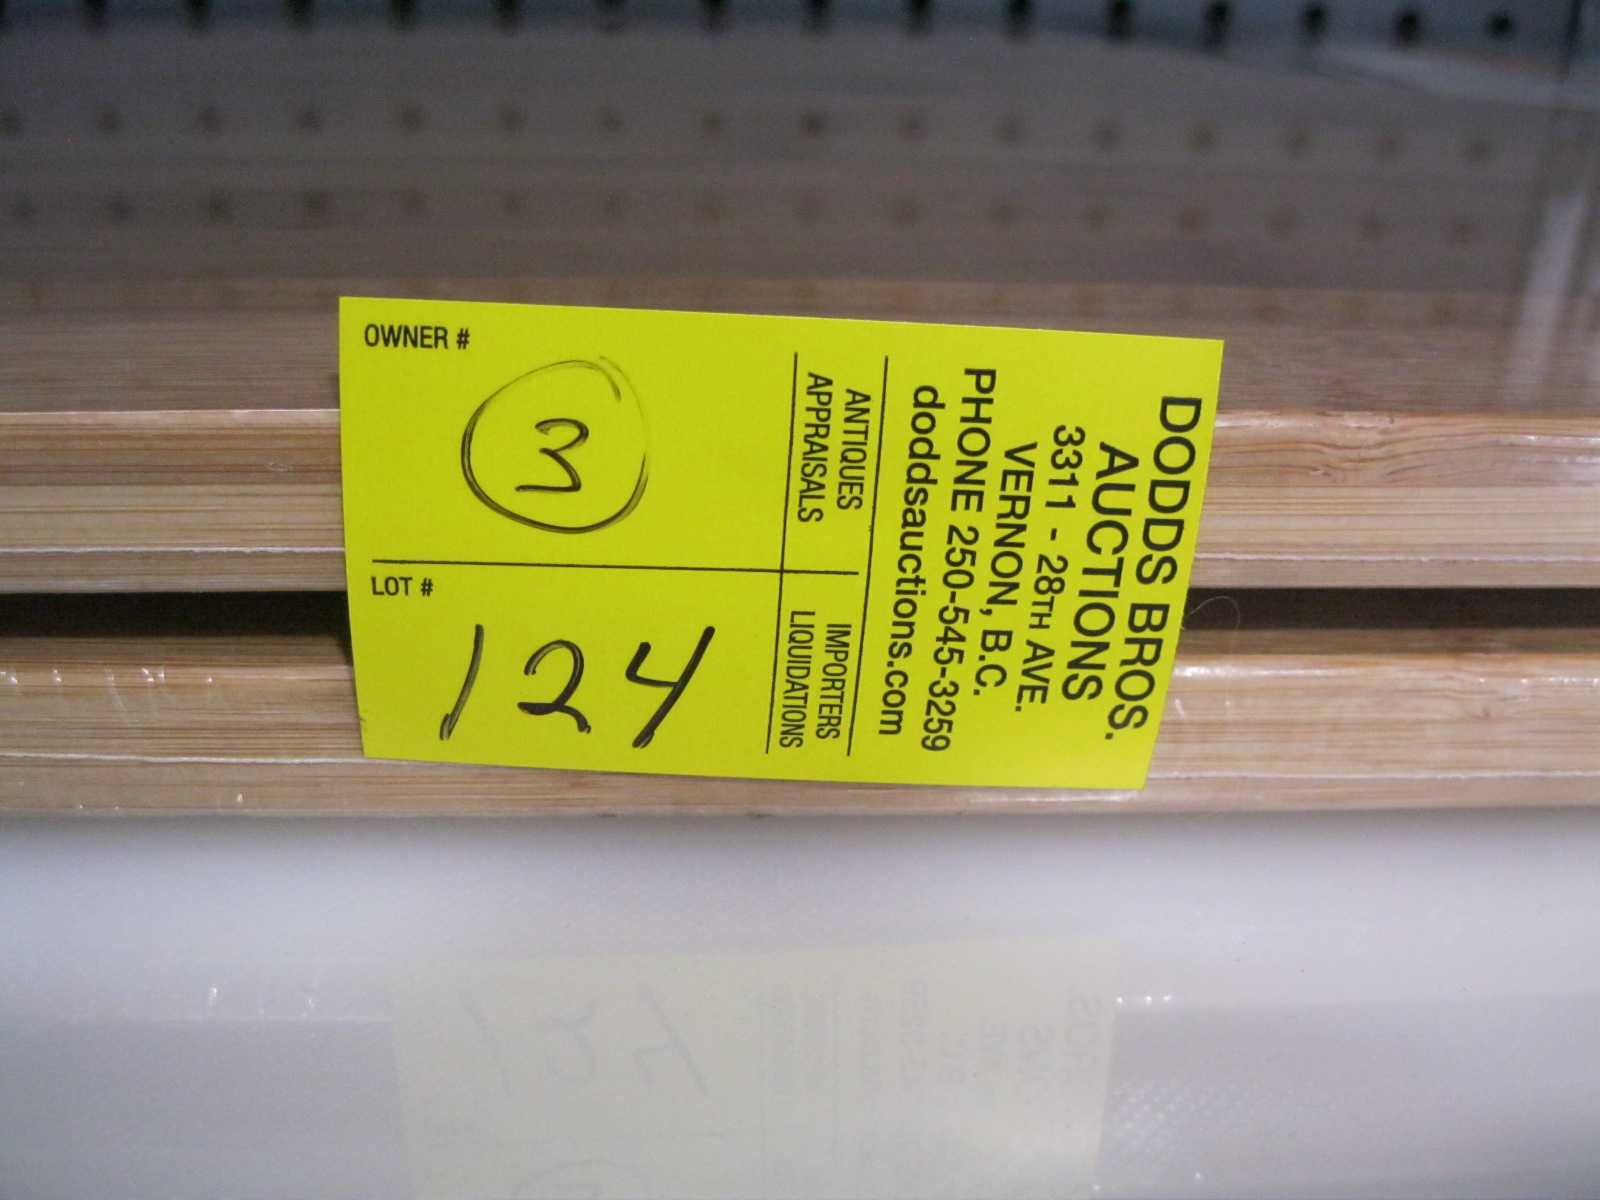 DODDS BROS.
AUCTIONS
3311 - 28TH AVE.
VERNON, B.C.
PHONE 250-545-3259
doddsauctions.com
ANTIQUES
APPRAISALS
IMPORTERS
LIQUIDATIONS
OWNER #
3
LOT #
124